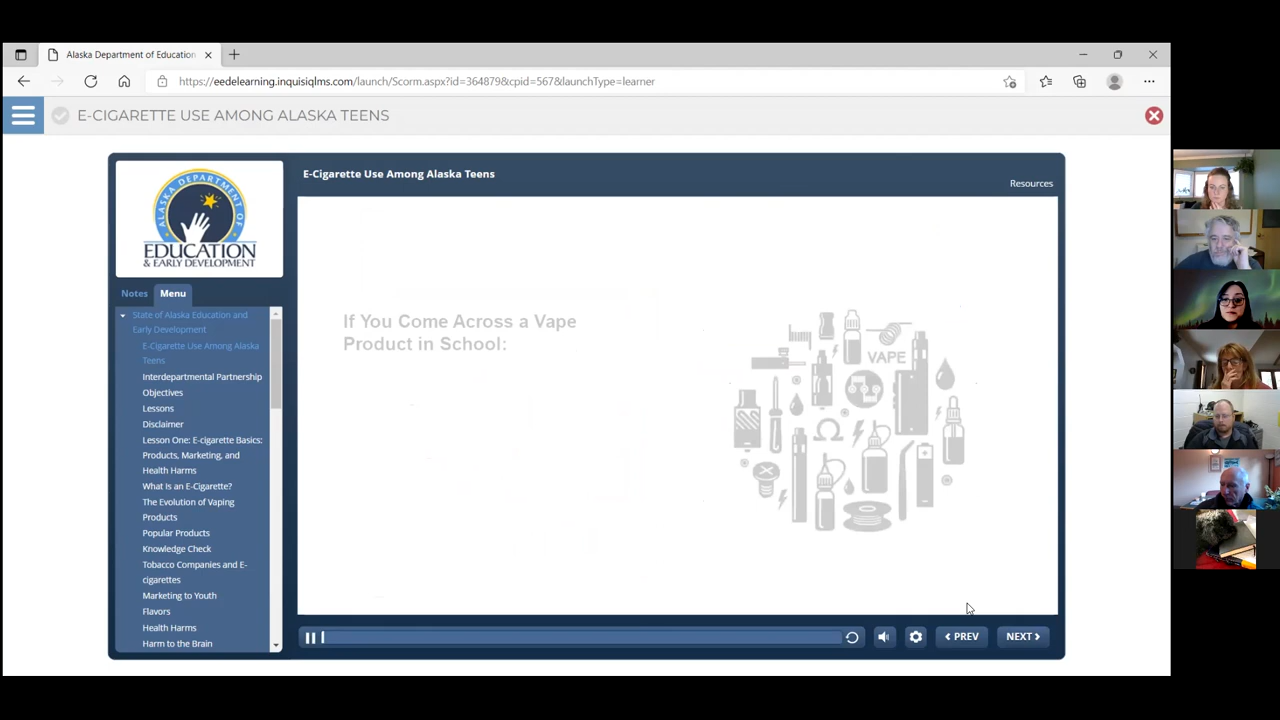 Alaska Department of Education
https://eedelearning.inquisiqlms.com/launch/Scorm.aspx?id=364879&cpid=567&launchType=learner
E-CIGARETTE USE AMONG ALASKA TEENS
E-Cigarette Use Among Alaska Teens
Resources
ALASKA DEPARTMENT OF
EDUCATION
& EARLY DEVELOPMENT
Notes
Menu
State of Alaska Education and
Early Development
E-Cigarette Use Among Alaska
Teens
Interdepartmental Partnership
Objectives
Lessons
Disclaimer
Lesson One: E-cigarette Basics:
Products, Marketing, and
Health Harms
What Is an E-Cigarette?
The Evolution of Vaping
Products
Popular Products
Knowledge Check
Tobacco Companies and E-
cigarettes
Marketing to Youth
Flavors
Health Harms
Harm to the Brain
If You Come Across a Vape
Product in School:
VAPE
PREV
NEXT